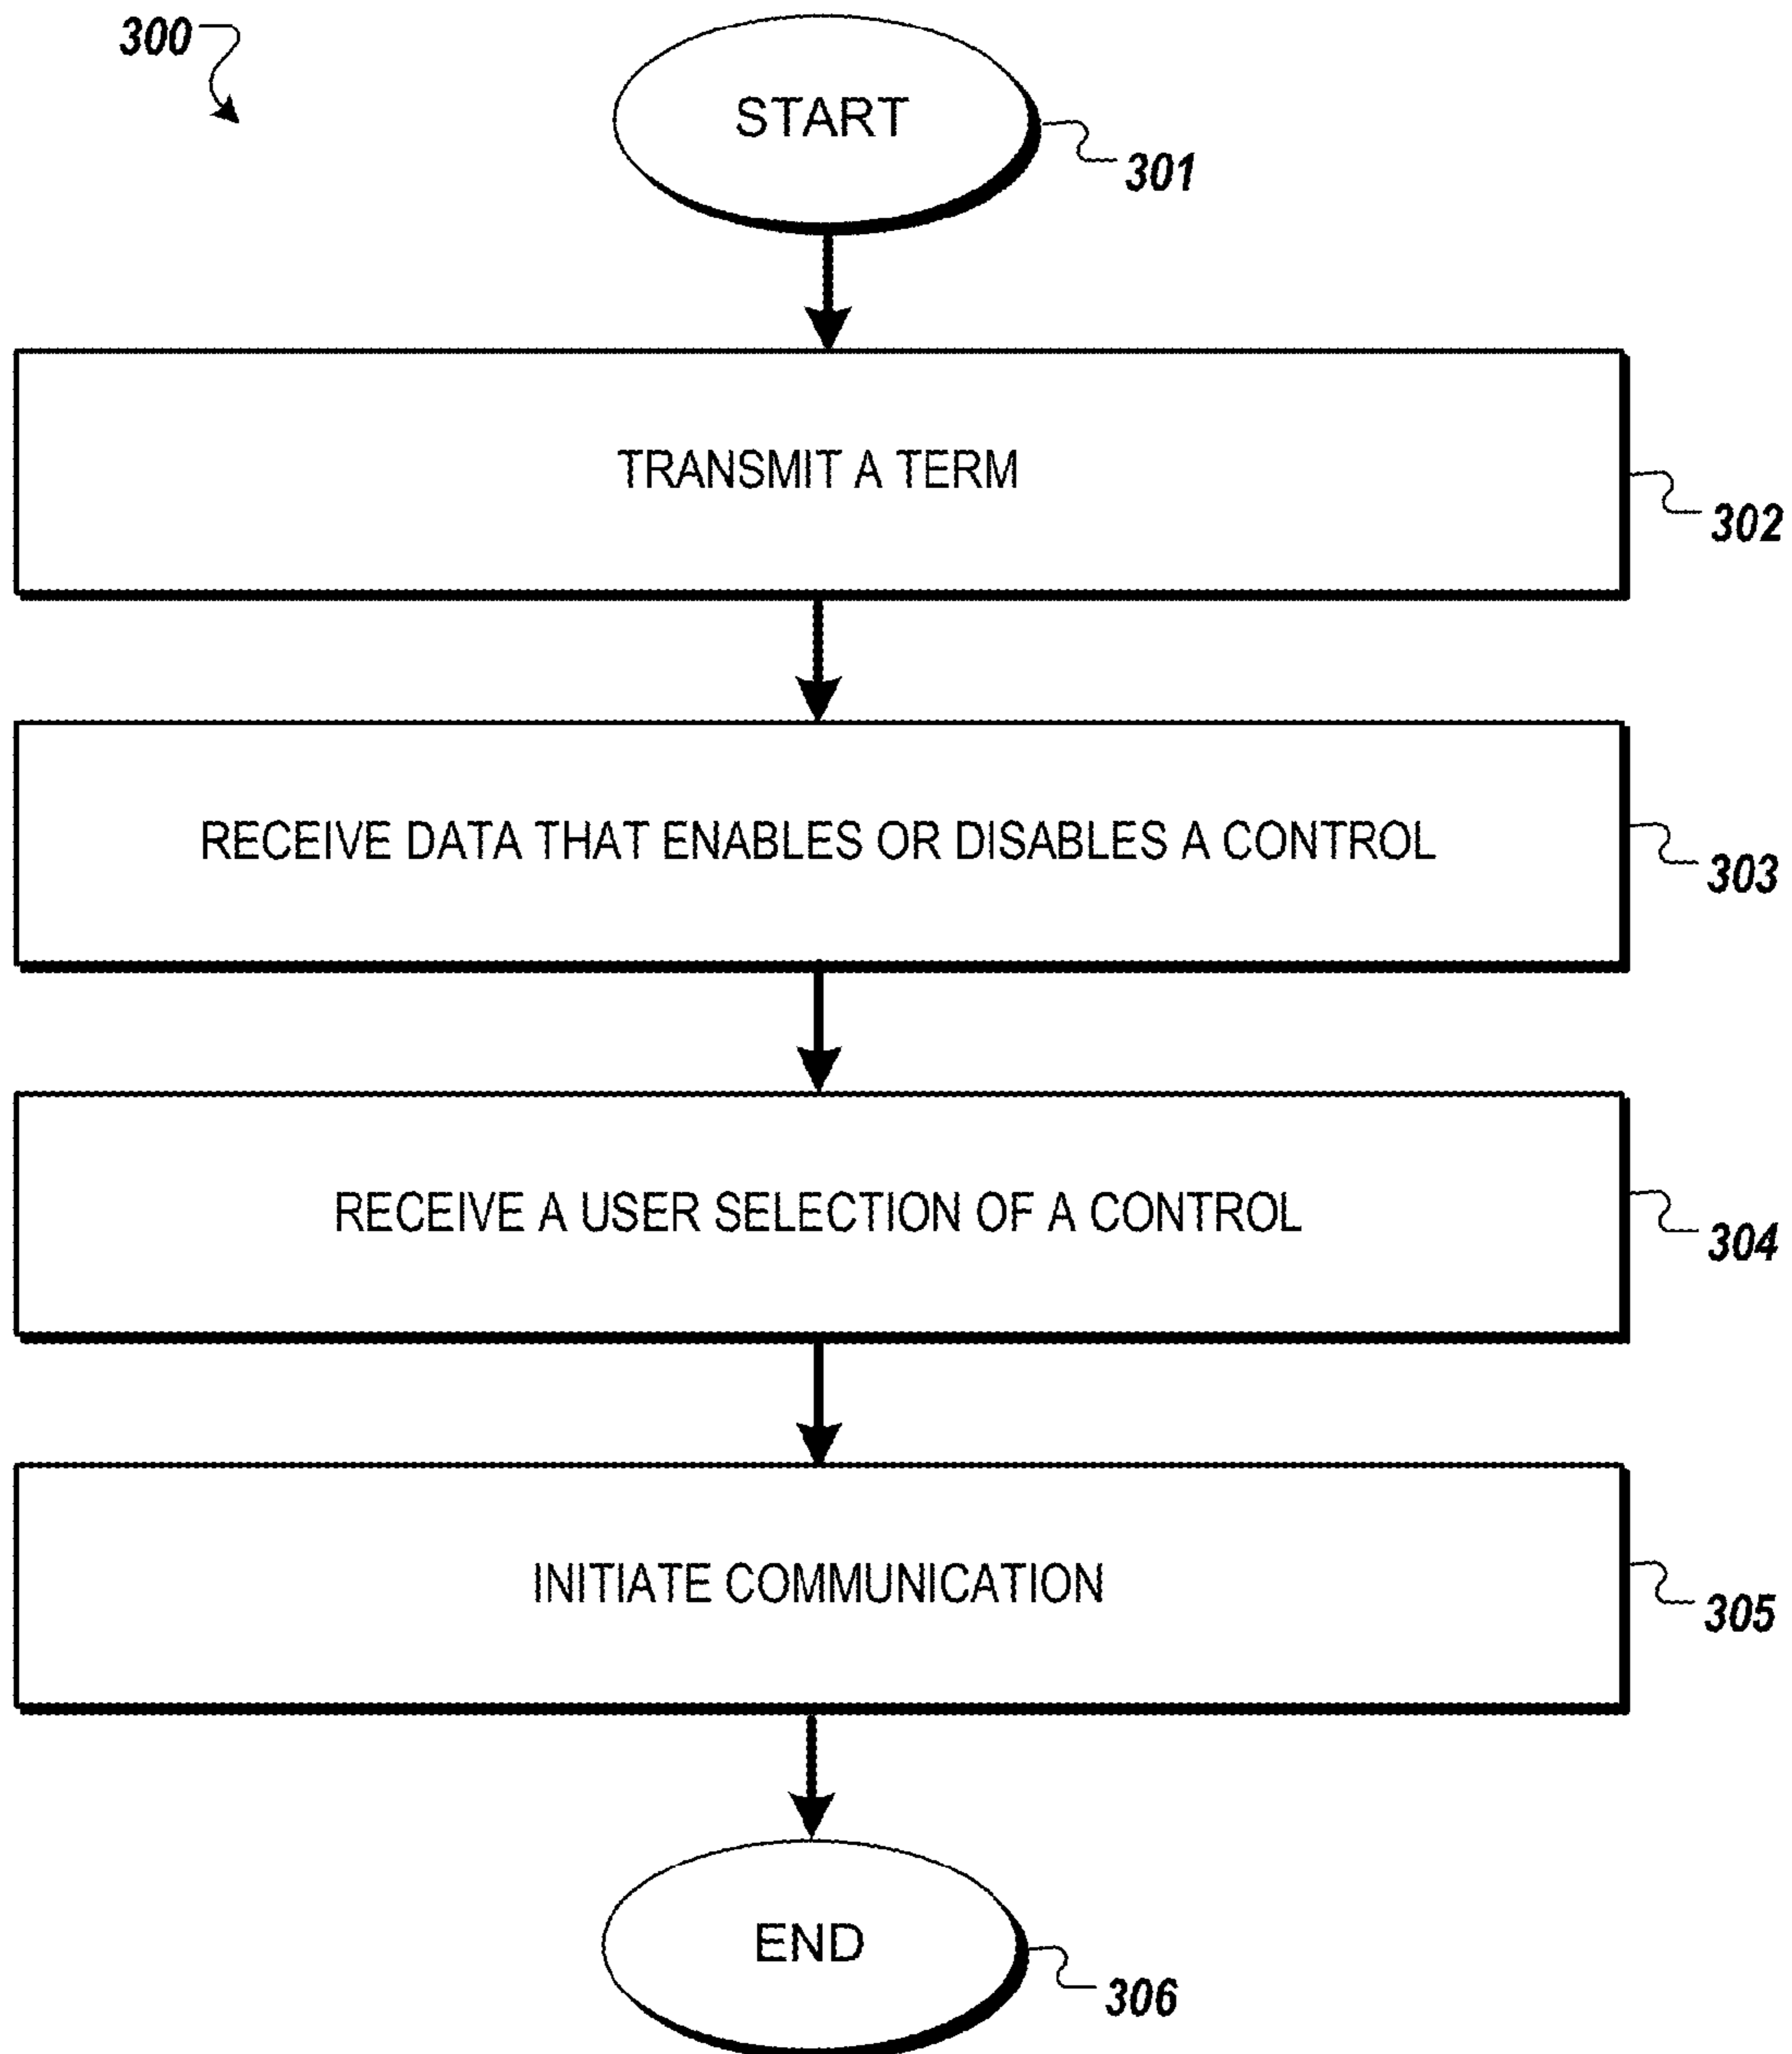 300
START
301
TRANSMIT A TERM
302
RECEIVE DATA THAT ENABLES OR DISABLES A CONTROL
303
RECEIVE A USER SELECTION OF A CONTROL
304
INITIATE COMMUNICATION
305
END
306